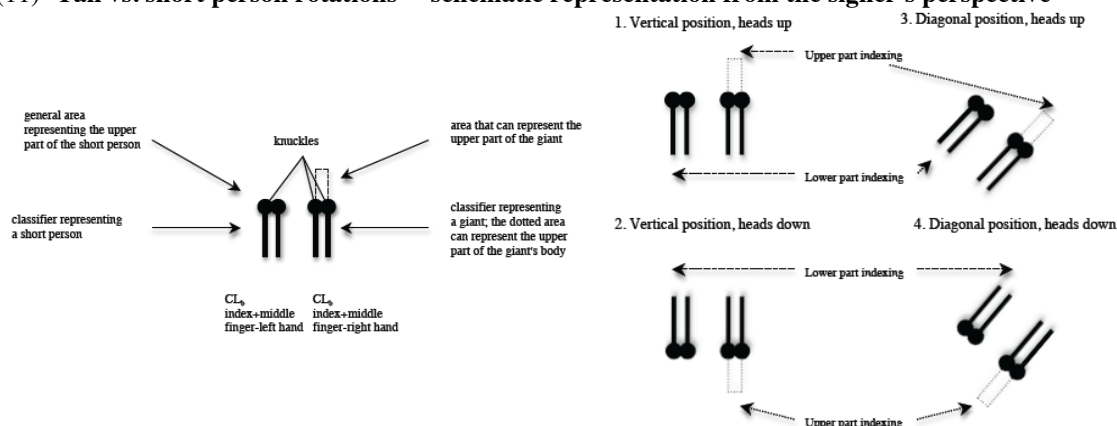 (11) Tall vs. short person rotations – schematic representation from the signer's perspective
general area
representing the upper
part of the short person
knuckles
area that can represent the
upper part of the giant
classifier representing
a short person
classifier representing
a giant; the dotted area
can represent the upper
part of the giant's body
CLb
index+middle
finger-left hand
CLb
index+middle
finger-right hand
1. Vertical position, heads up
3. Diagonal position, heads up
Upper part indexing
Lower part indexing
2. Vertical position, heads down
4. Diagonal position, heads down
Lower part indexing
Upper part indexing